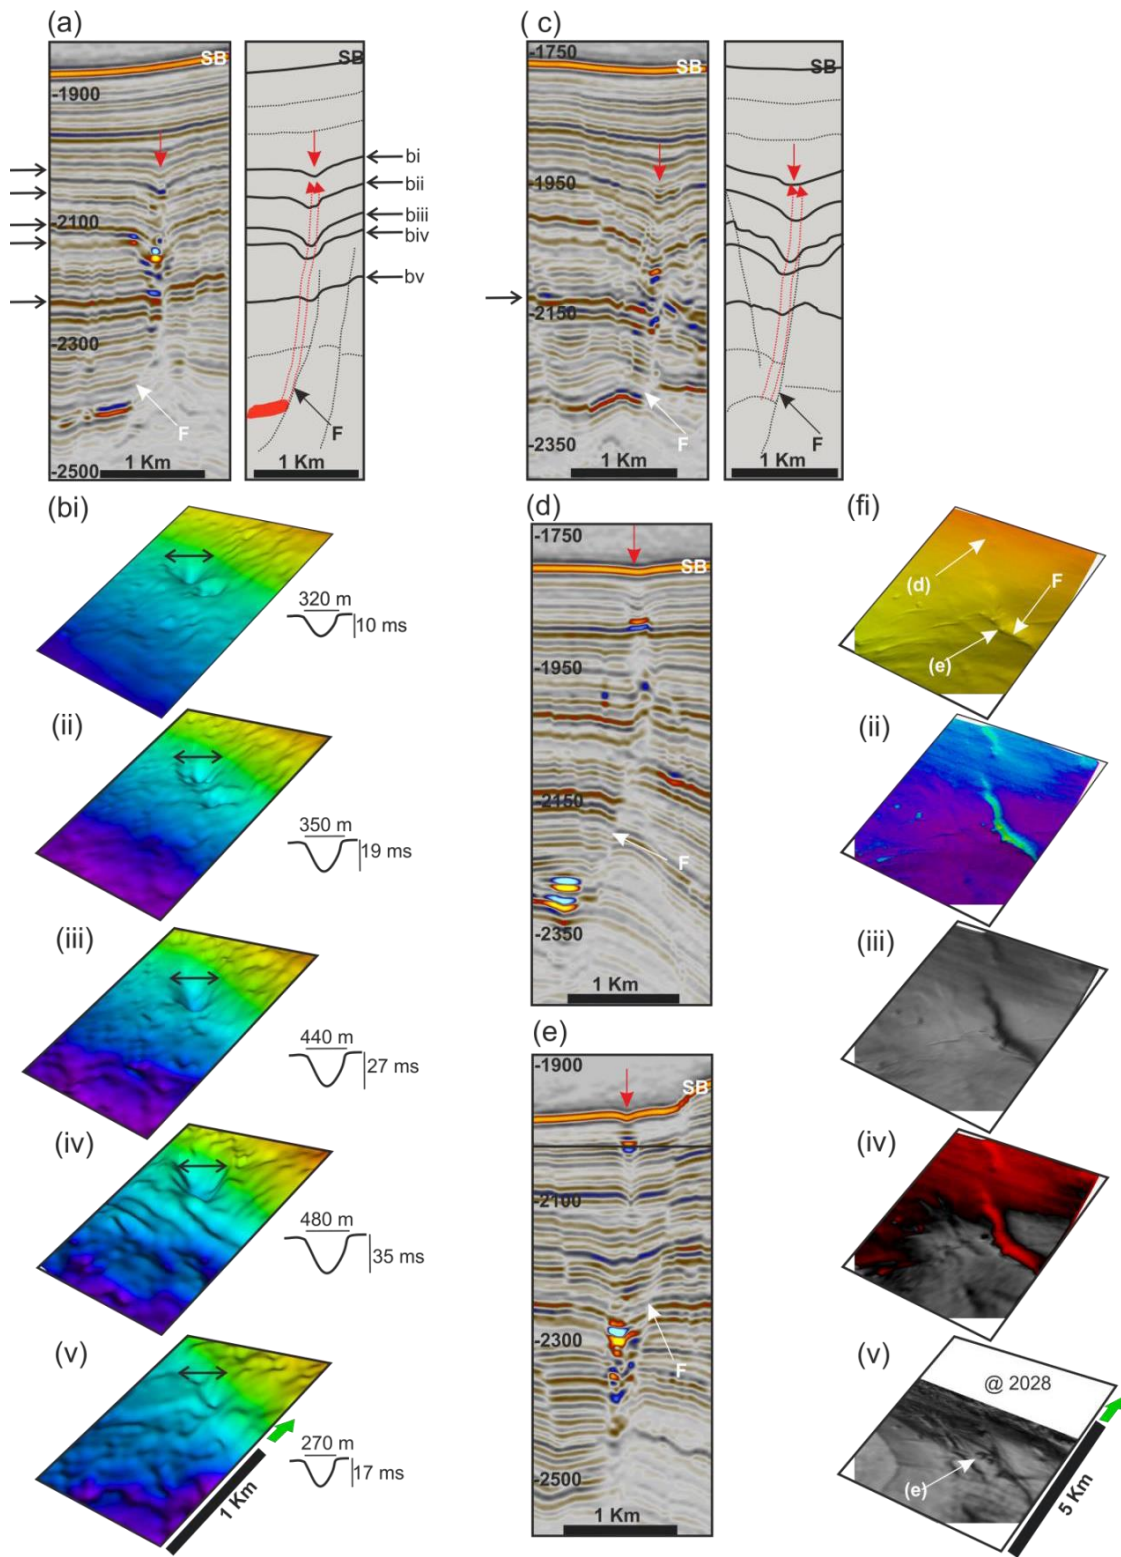 (a)
SB
-1900
-2100
-2300
-2500
F
1 Km
SB
bi
bii
biii
biv
bv
F
1 Km
( c)
-1750
SB
-1950
-2150
-2350
F
1 Km
SB
F
1 Km
(bi)
320 m
10 ms
(ii)
350 m
19 ms
(iii)
440 m
27 ms
(iv)
480 m
35 ms
(v)
270 m
17 ms
1 Km
(d)
-1750
SB
-1950
-2150
F
-2350
1 Km
(e)
-1900
SB
-2100
-2300
F
-2500
1 Km
(fi)
(d)
F
(e)
(ii)
(iii)
(iv)
(v)
@ 2028
(e)
5 Km